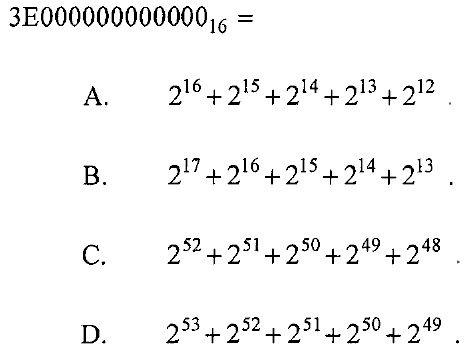 3E000000000000₁₆ =
A. 2¹⁶ + 2¹⁵ + 2¹⁴ + 2¹³ + 2¹² .
B. 2¹⁷ + 2¹⁶ + 2¹⁵ + 2¹⁴ + 2¹³ .
C. 2⁵² + 2⁵¹ + 2⁵⁰ + 2⁴⁹ + 2⁴⁸ .
D. 2⁵³ + 2⁵² + 2⁵¹ + 2⁵⁰ + 2⁴⁹ .